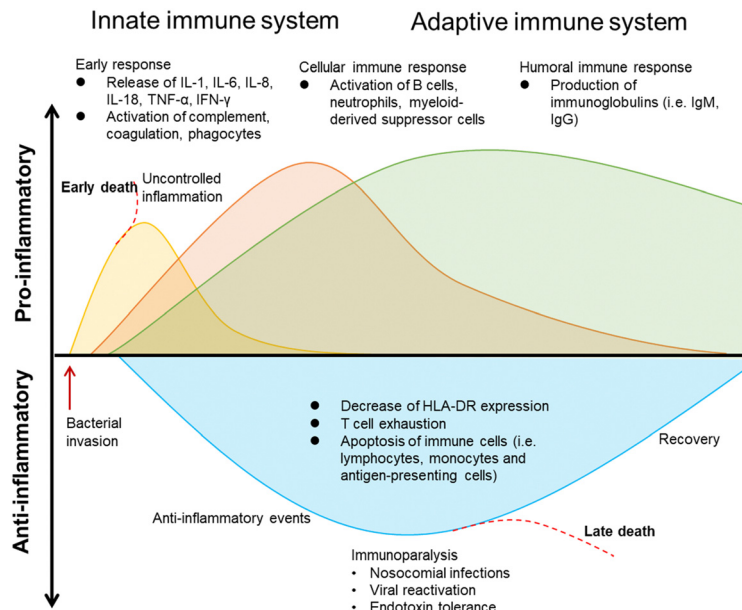 Innate immune system
Adaptive immune system
Early response
● Release of IL-1, IL-6, IL-8,
IL-18, TNF-α, IFN-γ
● Activation of complement,
coagulation, phagocytes
Cellular immune response
● Activation of B cells,
neutrophils, myeloid-
derived suppressor cells
Humoral immune response
● Production of
immunoglobulins (i.e. IgM,
IgG)
Pro-inflammatory
Early death
Uncontrolled
inflammation
Anti-inflammatory
Bacterial
invasion
● Decrease of HLA-DR expression
● T cell exhaustion
● Apoptosis of immune cells (i.e.
lymphocytes, monocytes and
antigen-presenting cells)
Recovery
Anti-inflammatory events
Late death
Immunoparalysis
• Nosocomial infections
• Viral reactivation
• Endotoxin tolerance